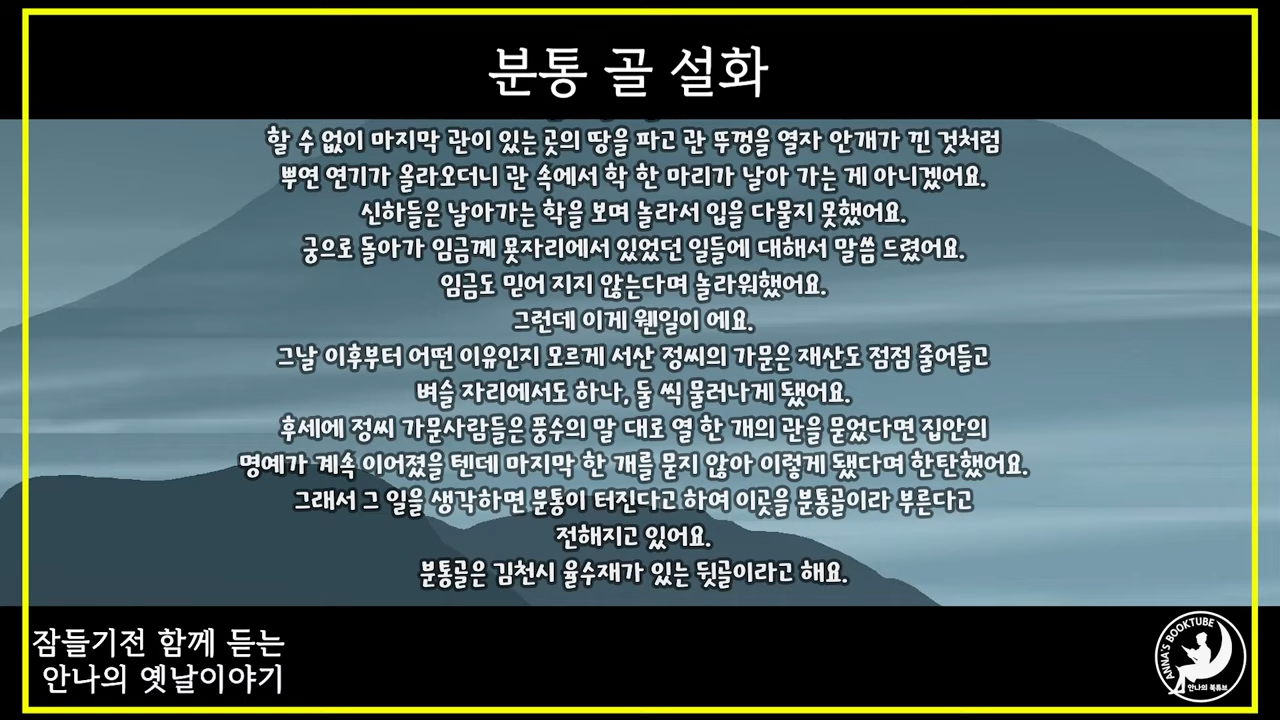 분통 골 설화
할 수 없이 마지막 관이 있는 곳의 땅을 파고 관 뚜껑을 열자 안개가 낀 것처럼
뿌연 연기가 올라오더니 관 속에서 학 한 마리가 날아 가는 게 아니겠어요.
신하들은 날아가는 학을 보며 놀라서 입을 다물지 못했어요.
궁으로 돌아가 임금께 묫자리에서 있었던 일들에 대해서 말씀 드렸어요.
임금도 믿어 지지 않는다며 놀라워했어요.
그런데 이게 웬일이 에요.
그날 이후부터 어떤 이유인지 모르게 서산 정씨의 가문은 재산도 점점 줄어들고
벼슬 자리에서도 하나, 둘 씩 물러나게 됐어요.
후세에 정씨 가문사람들은 풍수의 말 대로 열 한 개의 관을 묻었다면 집안의
명예가 계속 이어졌을 텐데 마지막 한 개를 묻지 않아 이렇게 됐다며 한탄했어요.
그래서 그 일을 생각하면 분통이 터진다고 하여 이곳을 분통골이라 부른다고
전해지고 있어요.
분통골은 김천시 율수재가 있는 뒷골이라고 해요.
잠들기전 함께 듣는
안나의 옛날이야기
ANNA'S BOOKTUBE
안나의 북튜브